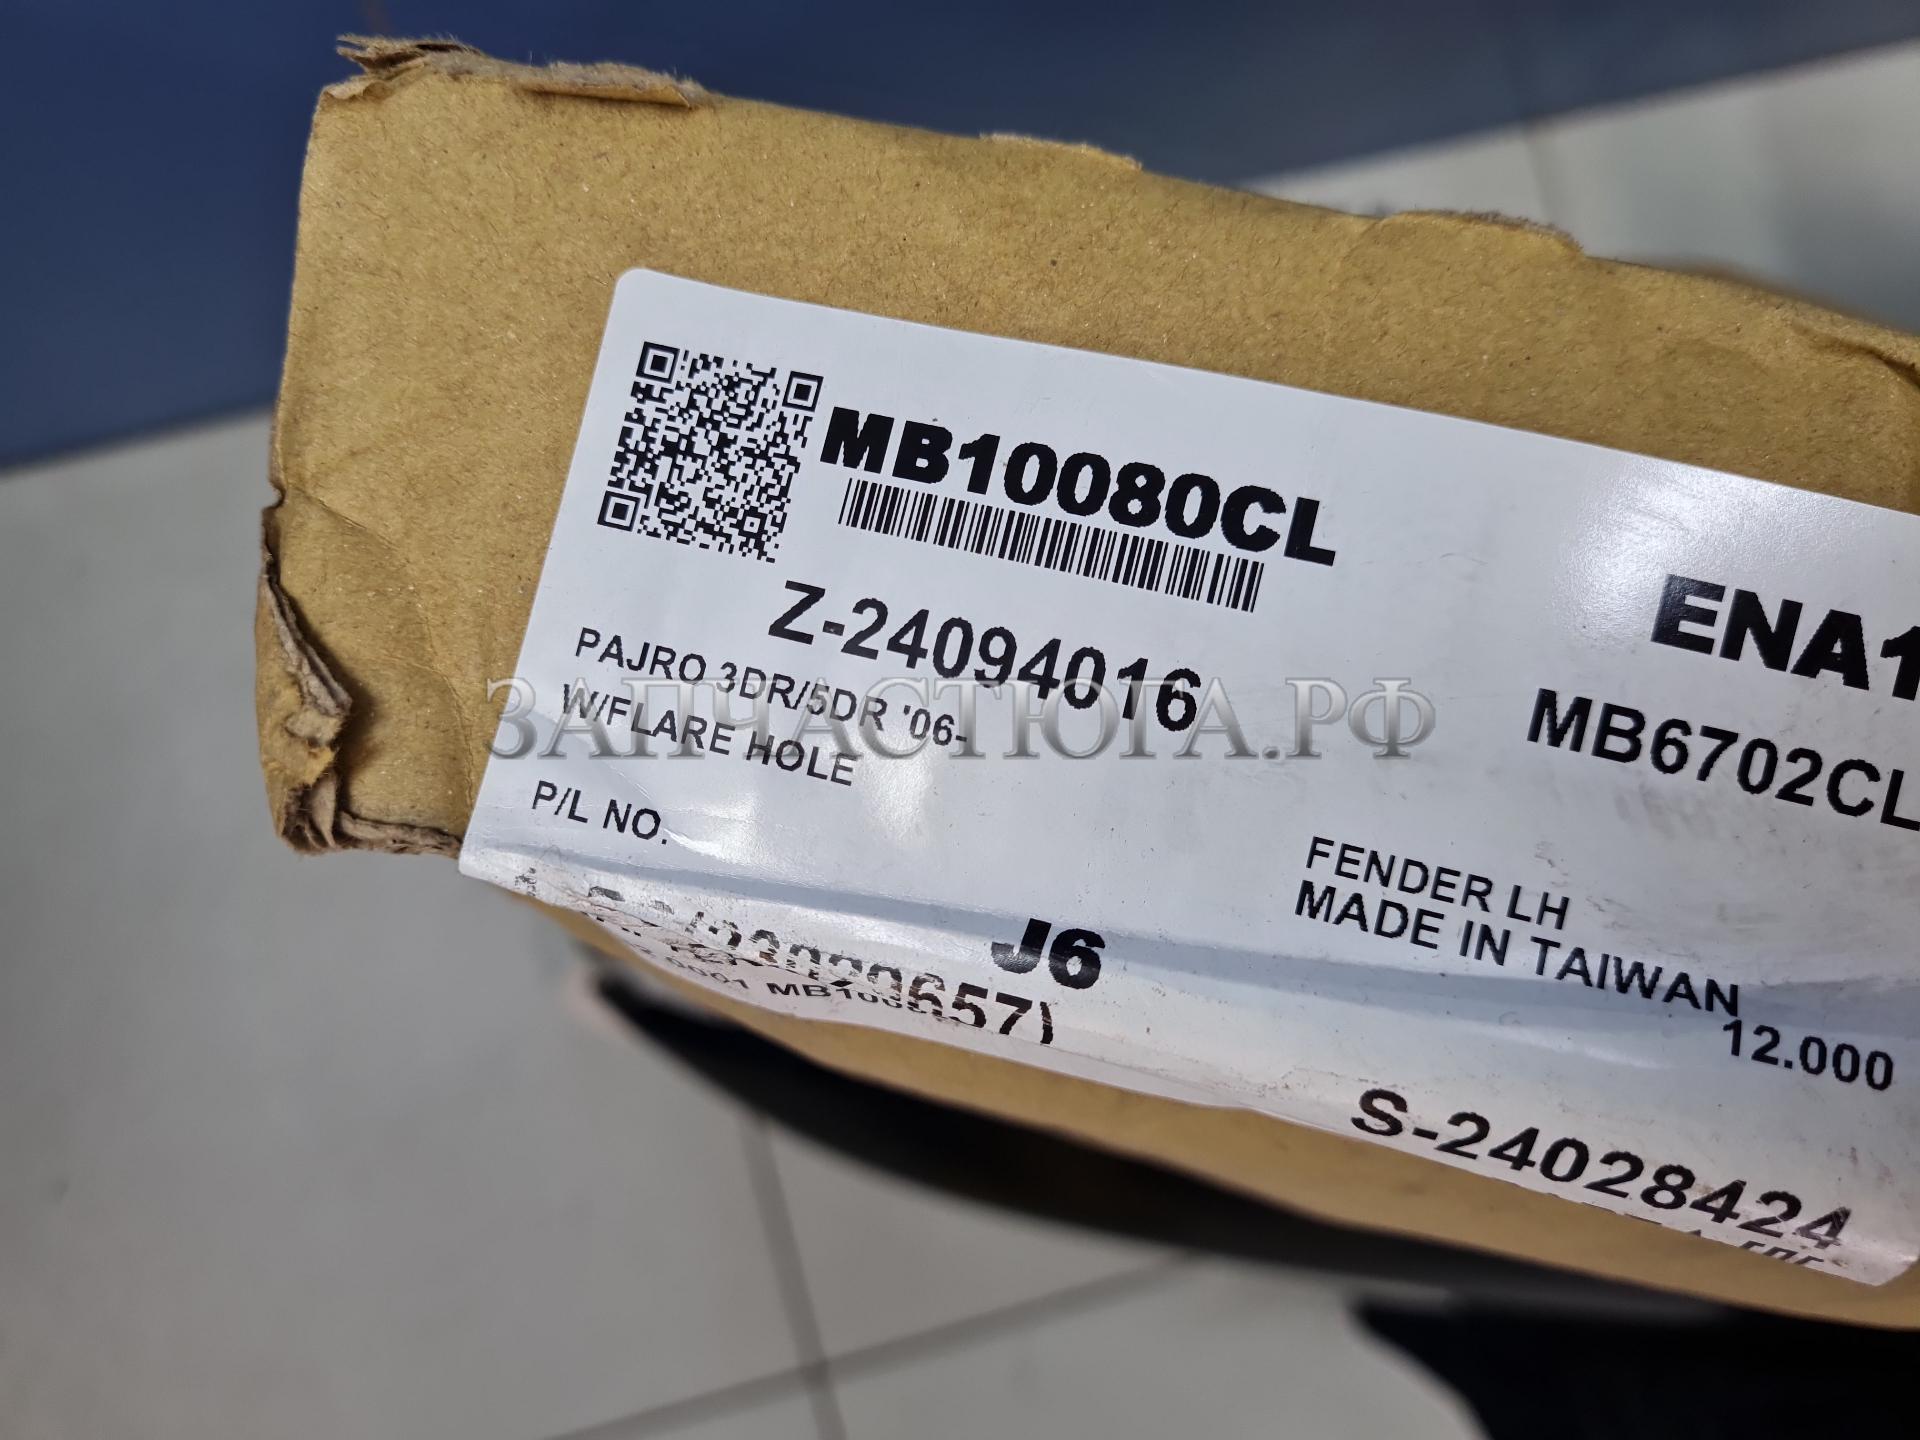 MB10080CL
Z-24094016
PAJRO 3DR/5DR '06-
W/FLARE HOLE
P/L NO.
ENA1
MB6702CL
FENDER LH
MADE IN TAIWAN
12.000
J6
S-24028424
ЗАПЧАСТЮГА.РФ